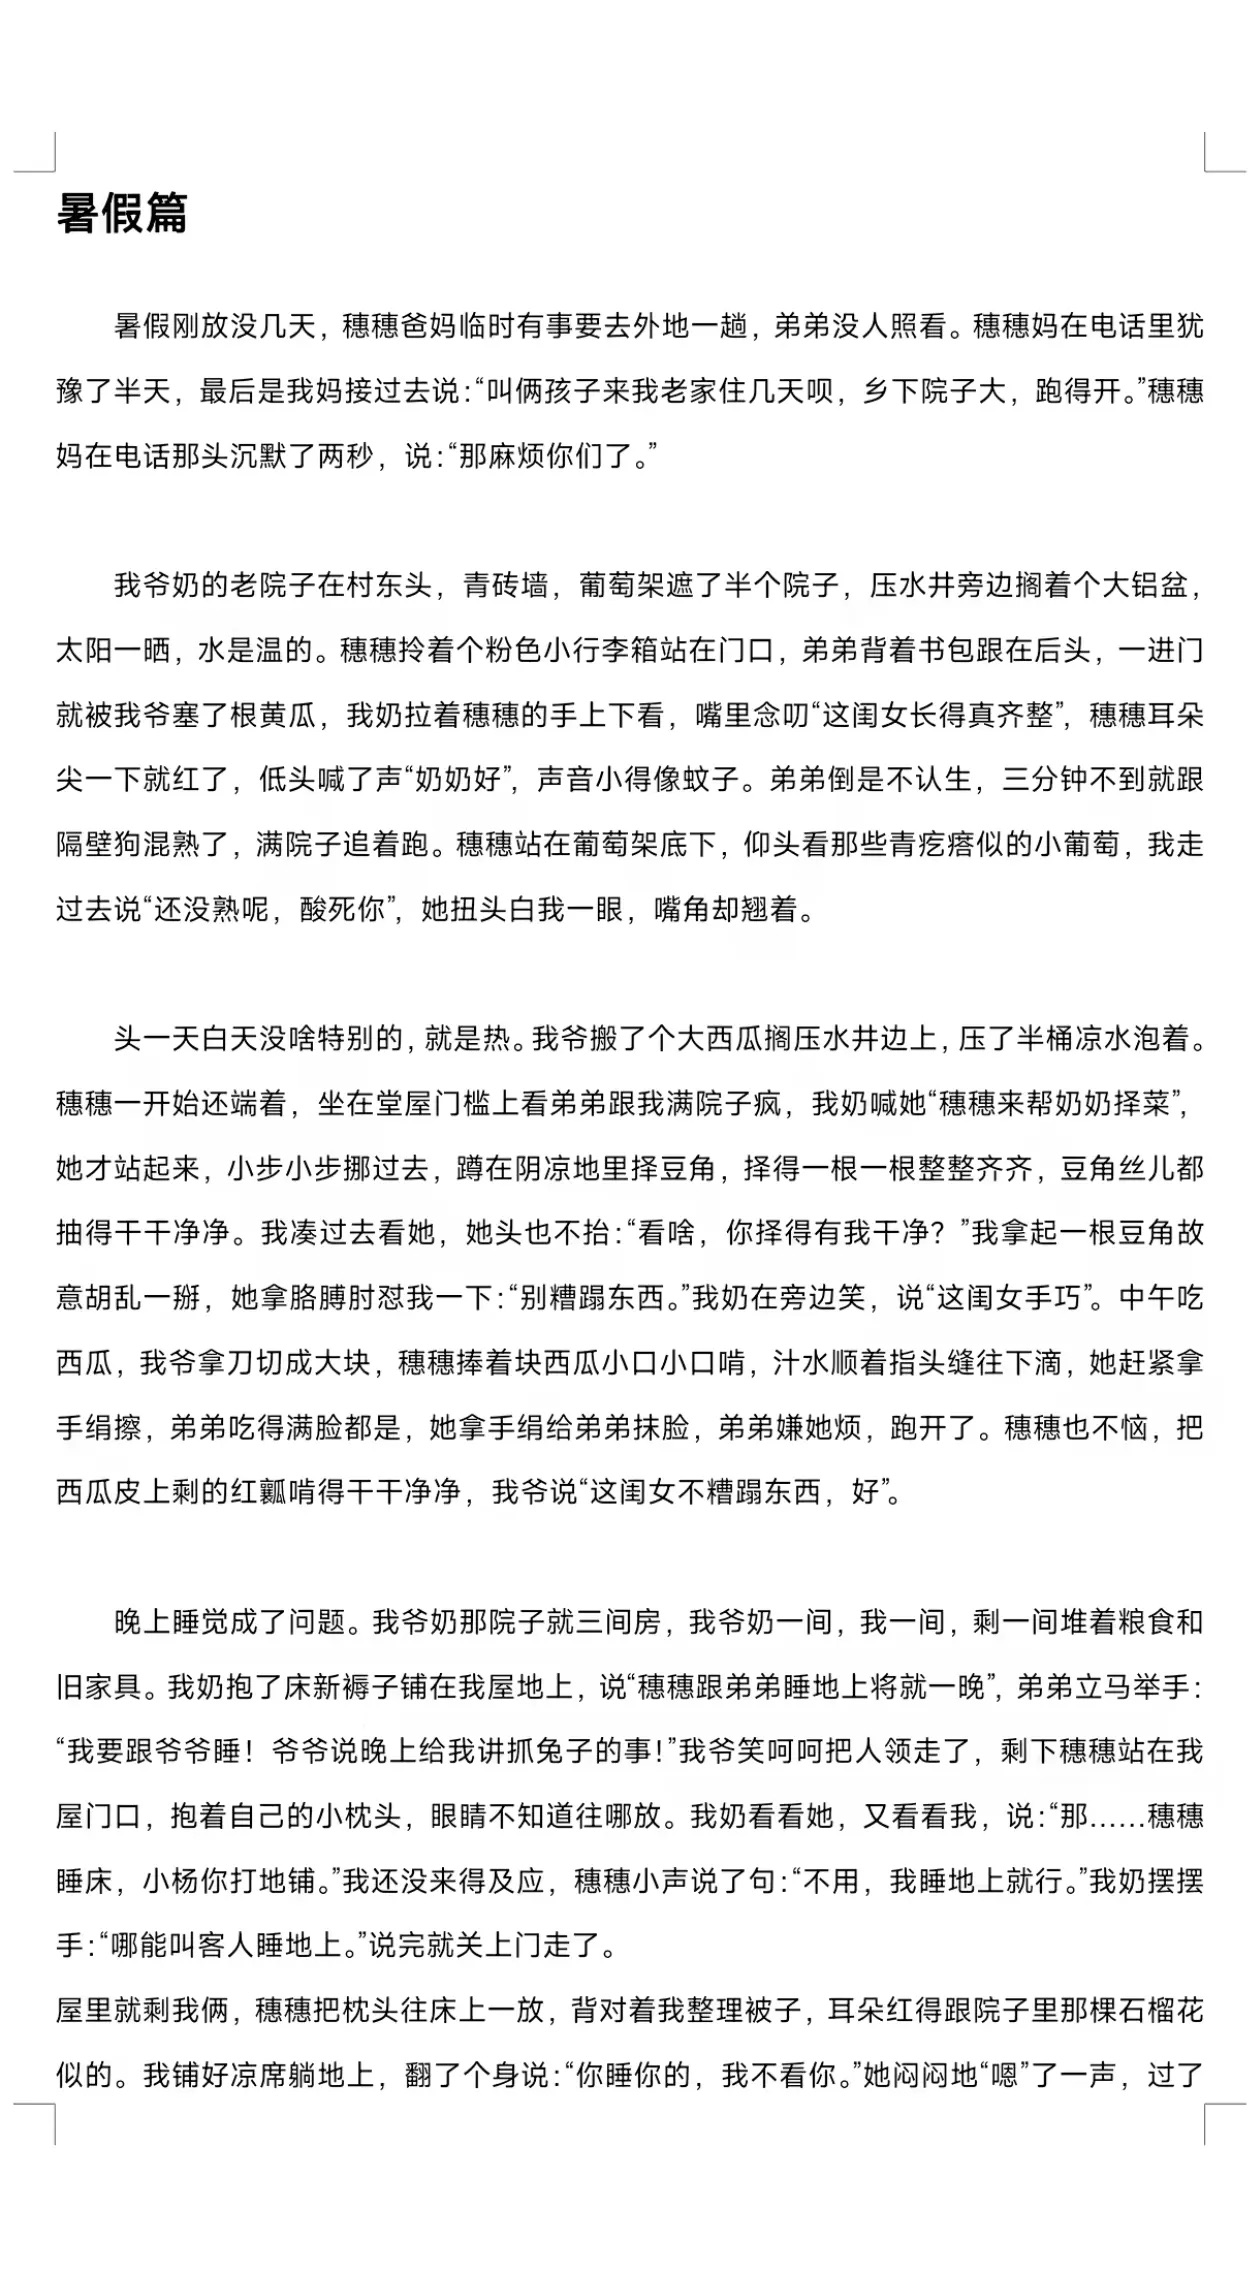 暑假篇
暑假刚放没几天，穗穗爸妈临时有事要去外地一趟，弟弟没人照看。穗穗妈在电话里犹
豫了半天，最后是我妈接过去说：“叫俩孩子来我老家住几天呗，乡下院子大，跑得开。”穗穗
妈在电话那头沉默了两秒，说：“那麻烦你们了。”
我爷奶的老院子在村东头，青砖墙，葡萄架遮了半个院子，压水井旁边搁着个大铝盆，
太阳一晒，水是温的。穗穗拎着个粉色小行李箱站在门口，弟弟背着书包跟在后头，一进门
就被我爷塞了根黄瓜，我奶拉着穗穗的手上下看，嘴里念叨“这闺女长得真齐整”，穗穗耳朵
尖一下就红了，低头喊了声“奶奶好”，声音小得像蚊子。弟弟倒是不认生，三分钟不到就跟
隔壁狗混熟了，满院子追着跑。穗穗站在葡萄架底下，仰头看那些青疙瘩似的小葡萄，我走
过去说“还没熟呢，酸死你”，她扭头白我一眼，嘴角却翘着。
头一天白天没啥特别的，就是热。我爷搬了个大西瓜搁压水井边上，压了半桶凉水泡着。
穗穗一开始还端着，坐在堂屋门槛上看弟弟跟我满院子疯，我奶喊她“穗穗来帮奶奶择菜”，
她才站起来，小步小步挪过去，蹲在阴凉地里择豆角，择得一根一根整整齐齐，豆角丝儿都
抽得干干净净。我凑过去看她，她头也不抬：“看啥，你择得有我干净？”我拿起一根豆角故
意胡乱一掰，她拿胳膊肘怼我一下：“别糟蹋东西。”我奶在旁边笑，说“这闺女手巧”。中午吃
西瓜，我爷拿刀切成大块，穗穗捧着块西瓜小口小口啃，汁水顺着指头缝往下滴，她赶紧拿
手绢擦，弟弟吃得满脸都是，她拿手绢给弟弟抹脸，弟弟嫌她烦，跑开了。穗穗也不恼，把
西瓜皮上剩的红瓤啃得干干净净，我爷说“这闺女不糟蹋东西，好”。
晚上睡觉成了问题。我爷奶那院子就三间房，我爷奶一间，我一间，剩一间堆着粮食和
旧家具。我奶抱了床新褥子铺在我屋地上，说“穗穗跟弟弟睡地上将就一晚”，弟弟立马举手：
“我要跟爷爷睡！爷爷说晚上给我讲抓兔子的事！”我爷笑呵呵把人领走了，剩下穗穗站在我
屋门口，抱着自己的小枕头，眼睛不知道往哪放。我奶看看她，又看看我，说：“那……穗穗
睡床，小杨你打地铺。”我还没来得及应，穗穗小声说了句：“不用，我睡地上就行。”我奶摆摆
手：“哪能叫客人睡地上。”说完就关上门走了。
屋里就剩我俩，穗穗把枕头往床上一放，背对着我整理被子，耳朵红得跟院子里那棵石榴花
似的。我铺好凉席躺地上，翻了个身说：“你睡你的，我不看你。”她闷闷地“嗯”了一声，过了